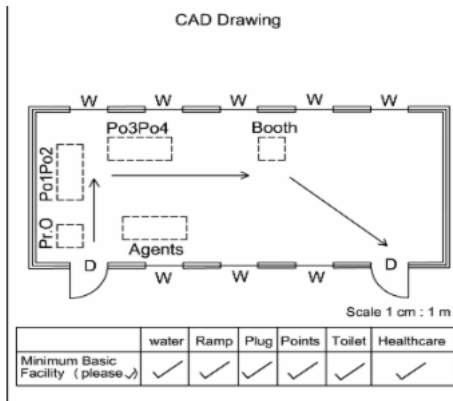 CAD Drawing
W W W W W
Po3Po4 Booth
Po1Po2
Pr.O
Agents
D D
W W W
Scale 1 cm : 1 m
water Ramp Plug Points Toilet Healthcare
Minimum Basic
Facility ( please ✓) ✓ ✓ ✓ ✓ ✓ ✓